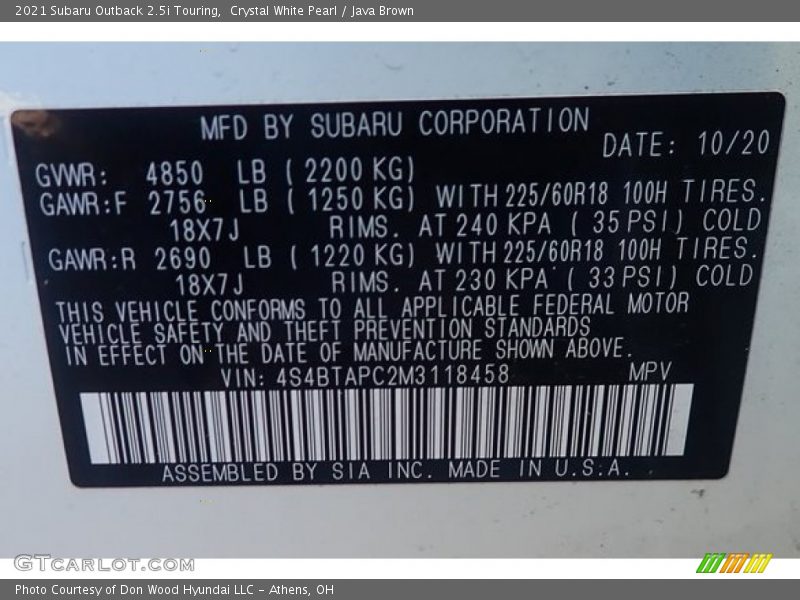 2021 Subaru Outback 2.5i Touring,  Crystal White Pearl / Java Brown
MFD BY SUBARU CORPORATION
DATE: 10/20
GVWR: 4850 LB ( 2200 KG)
GAWR:F 2756 LB ( 1250 KG) WITH 225/60R18 100H TIRES.
18X7J RIMS. AT 240 KPA ( 35 PSI) COLD
GAWR:R 2690 LB ( 1220 KG) WITH 225/60R18 100H TIRES.
18X7J RIMS. AT 230 KPA ( 33 PSI) COLD
THIS VEHICLE CONFORMS TO ALL APPLICABLE FEDERAL MOTOR
VEHICLE SAFETY AND THEFT PREVENTION STANDARDS
IN EFFECT ON THE DATE OF MANUFACTURE SHOWN ABOVE.
VIN: 4S4BTAPC2M3118458 MPV
ASSEMBLED BY SIA INC. MADE IN U.S.A.
GTCARLOT.COM
Photo Courtesy of Don Wood Hyundai LLC - Athens, OH